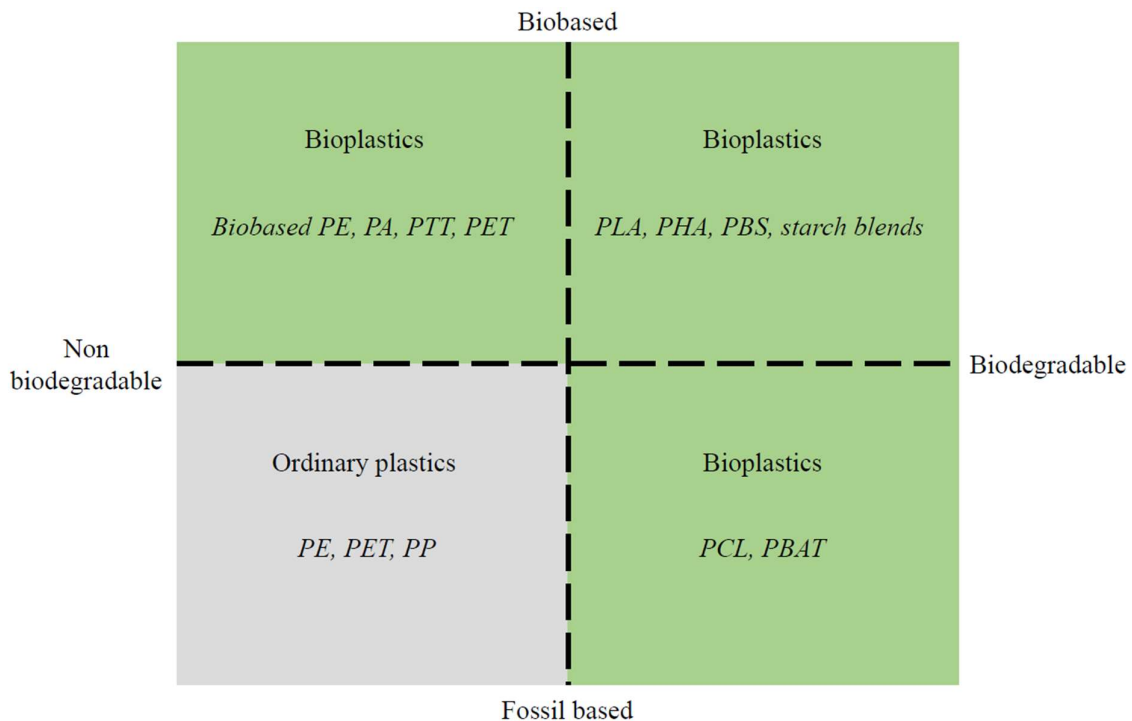 Biobased
Bioplastics
Bioplastics
Biobased PE, PA, PTT, PET
PLA, PHA, PBS, starch blends
Non
biodegradable
Biodegradable
Ordinary plastics
Bioplastics
PE, PET, PP
PCL, PBAT
Fossil based